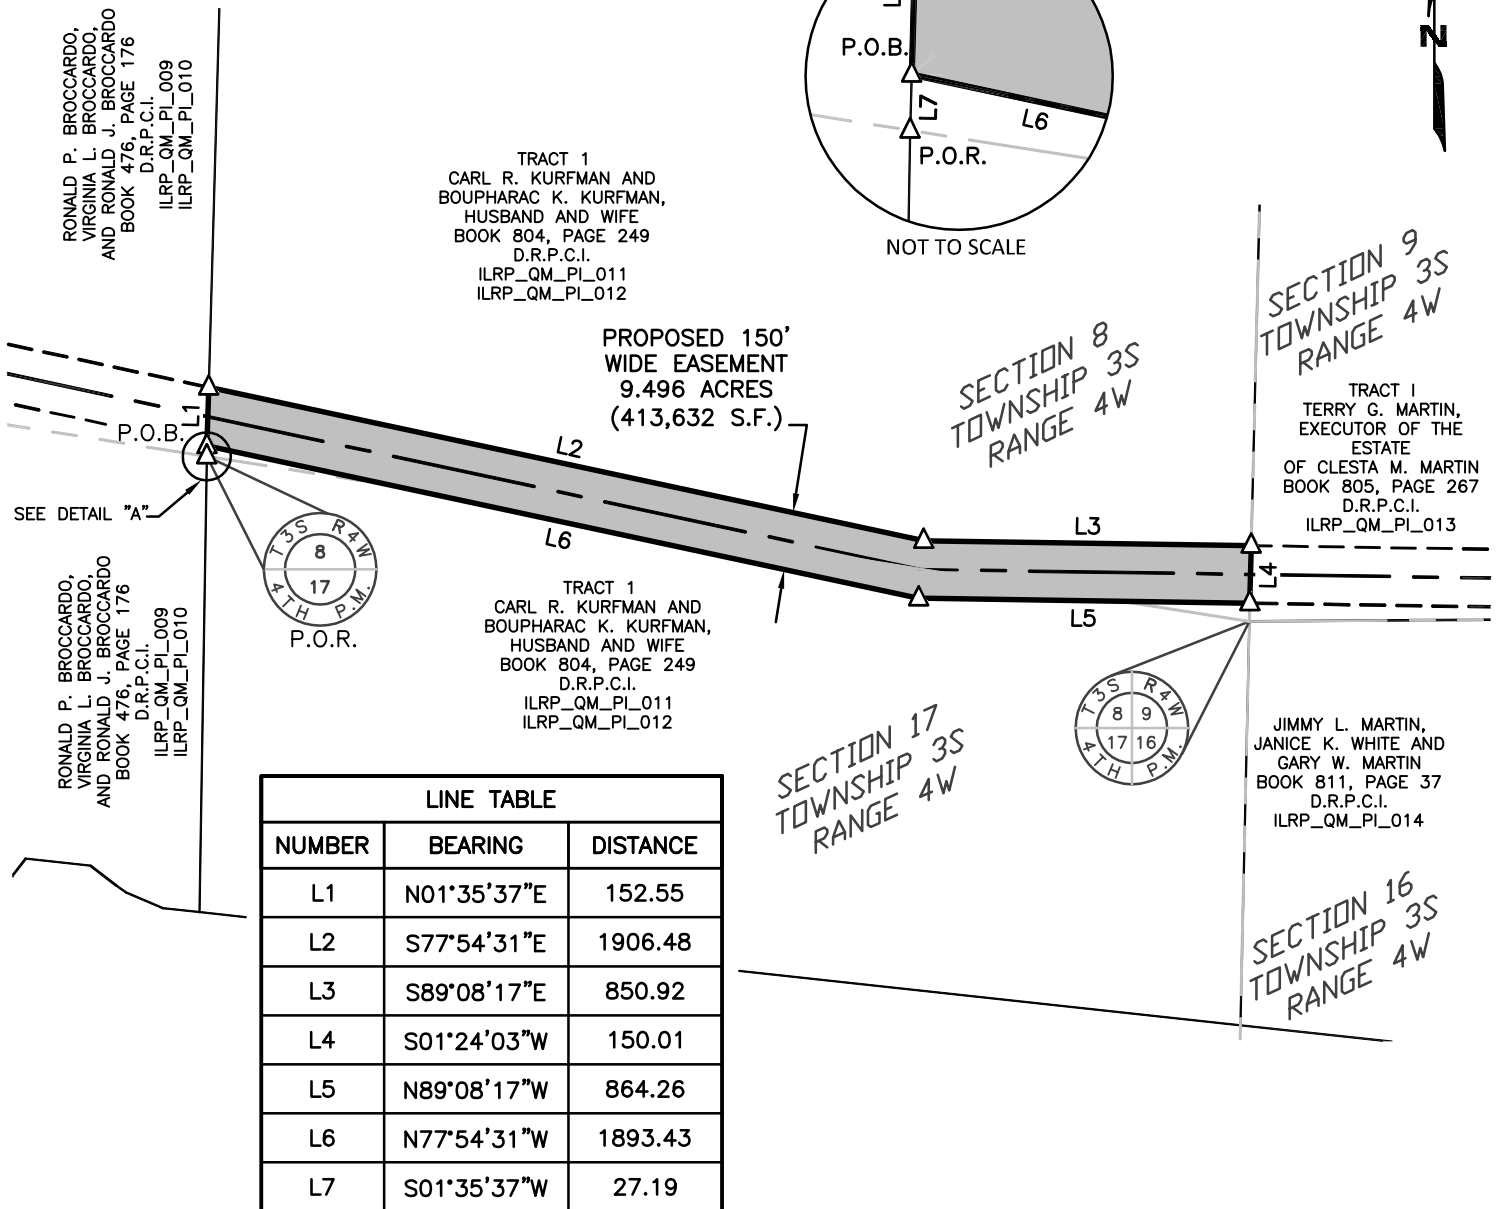 RONALD P. BROCCARDO,
VIRGINIA L. BROCCARDO,
AND RONALD J. BROCCARDO
BOOK 476, PAGE 176
D.R.P.C.I.
ILRP_QM_PI_009
ILRP_QM_PI_010
TRACT 1
CARL R. KURFMAN AND
BOUPHARAC K. KURFMAN,
HUSBAND AND WIFE
BOOK 804, PAGE 249
D.R.P.C.I.
ILRP_QM_PI_011
ILRP_QM_PI_012
P.O.B.
L7
L6
P.O.R.
NOT TO SCALE
N
PROPOSED 150'
WIDE EASEMENT
9.496 ACRES
(413,632 S.F.)
SECTION 8
TOWNSHIP 3S
RANGE 4W
SECTION 9
TOWNSHIP 3S
RANGE 4W
TRACT I
TERRY G. MARTIN,
EXECUTOR OF THE
ESTATE
OF CLESTA M. MARTIN
BOOK 805, PAGE 267
D.R.P.C.I.
ILRP_QM_PI_013
L1
P.O.B.
L2
L3
L4
L5
L6
SEE DETAIL "A"
T3S R4W
8
17
4TH P.M.
P.O.R.
RONALD P. BROCCARDO,
VIRGINIA L. BROCCARDO,
AND RONALD J. BROCCARDO
BOOK 476, PAGE 176
D.R.P.C.I.
ILRP_QM_PI_009
ILRP_QM_PI_010
TRACT 1
CARL R. KURFMAN AND
BOUPHARAC K. KURFMAN,
HUSBAND AND WIFE
BOOK 804, PAGE 249
D.R.P.C.I.
ILRP_QM_PI_011
ILRP_QM_PI_012
SECTION 17
TOWNSHIP 3S
RANGE 4W
T3S R4W
8 9
17 16
4TH P.M.
JIMMY L. MARTIN,
JANICE K. WHITE AND
GARY W. MARTIN
BOOK 811, PAGE 37
D.R.P.C.I.
ILRP_QM_PI_014
SECTION 16
TOWNSHIP 3S
RANGE 4W
LINE TABLE
NUMBER BEARING DISTANCE
L1 N01°35'37"E 152.55
L2 S77°54'31"E 1906.48
L3 S89°08'17"E 850.92
L4 S01°24'03"W 150.01
L5 N89°08'17"W 864.26
L6 N77°54'31"W 1893.43
L7 S01°35'37"W 27.19